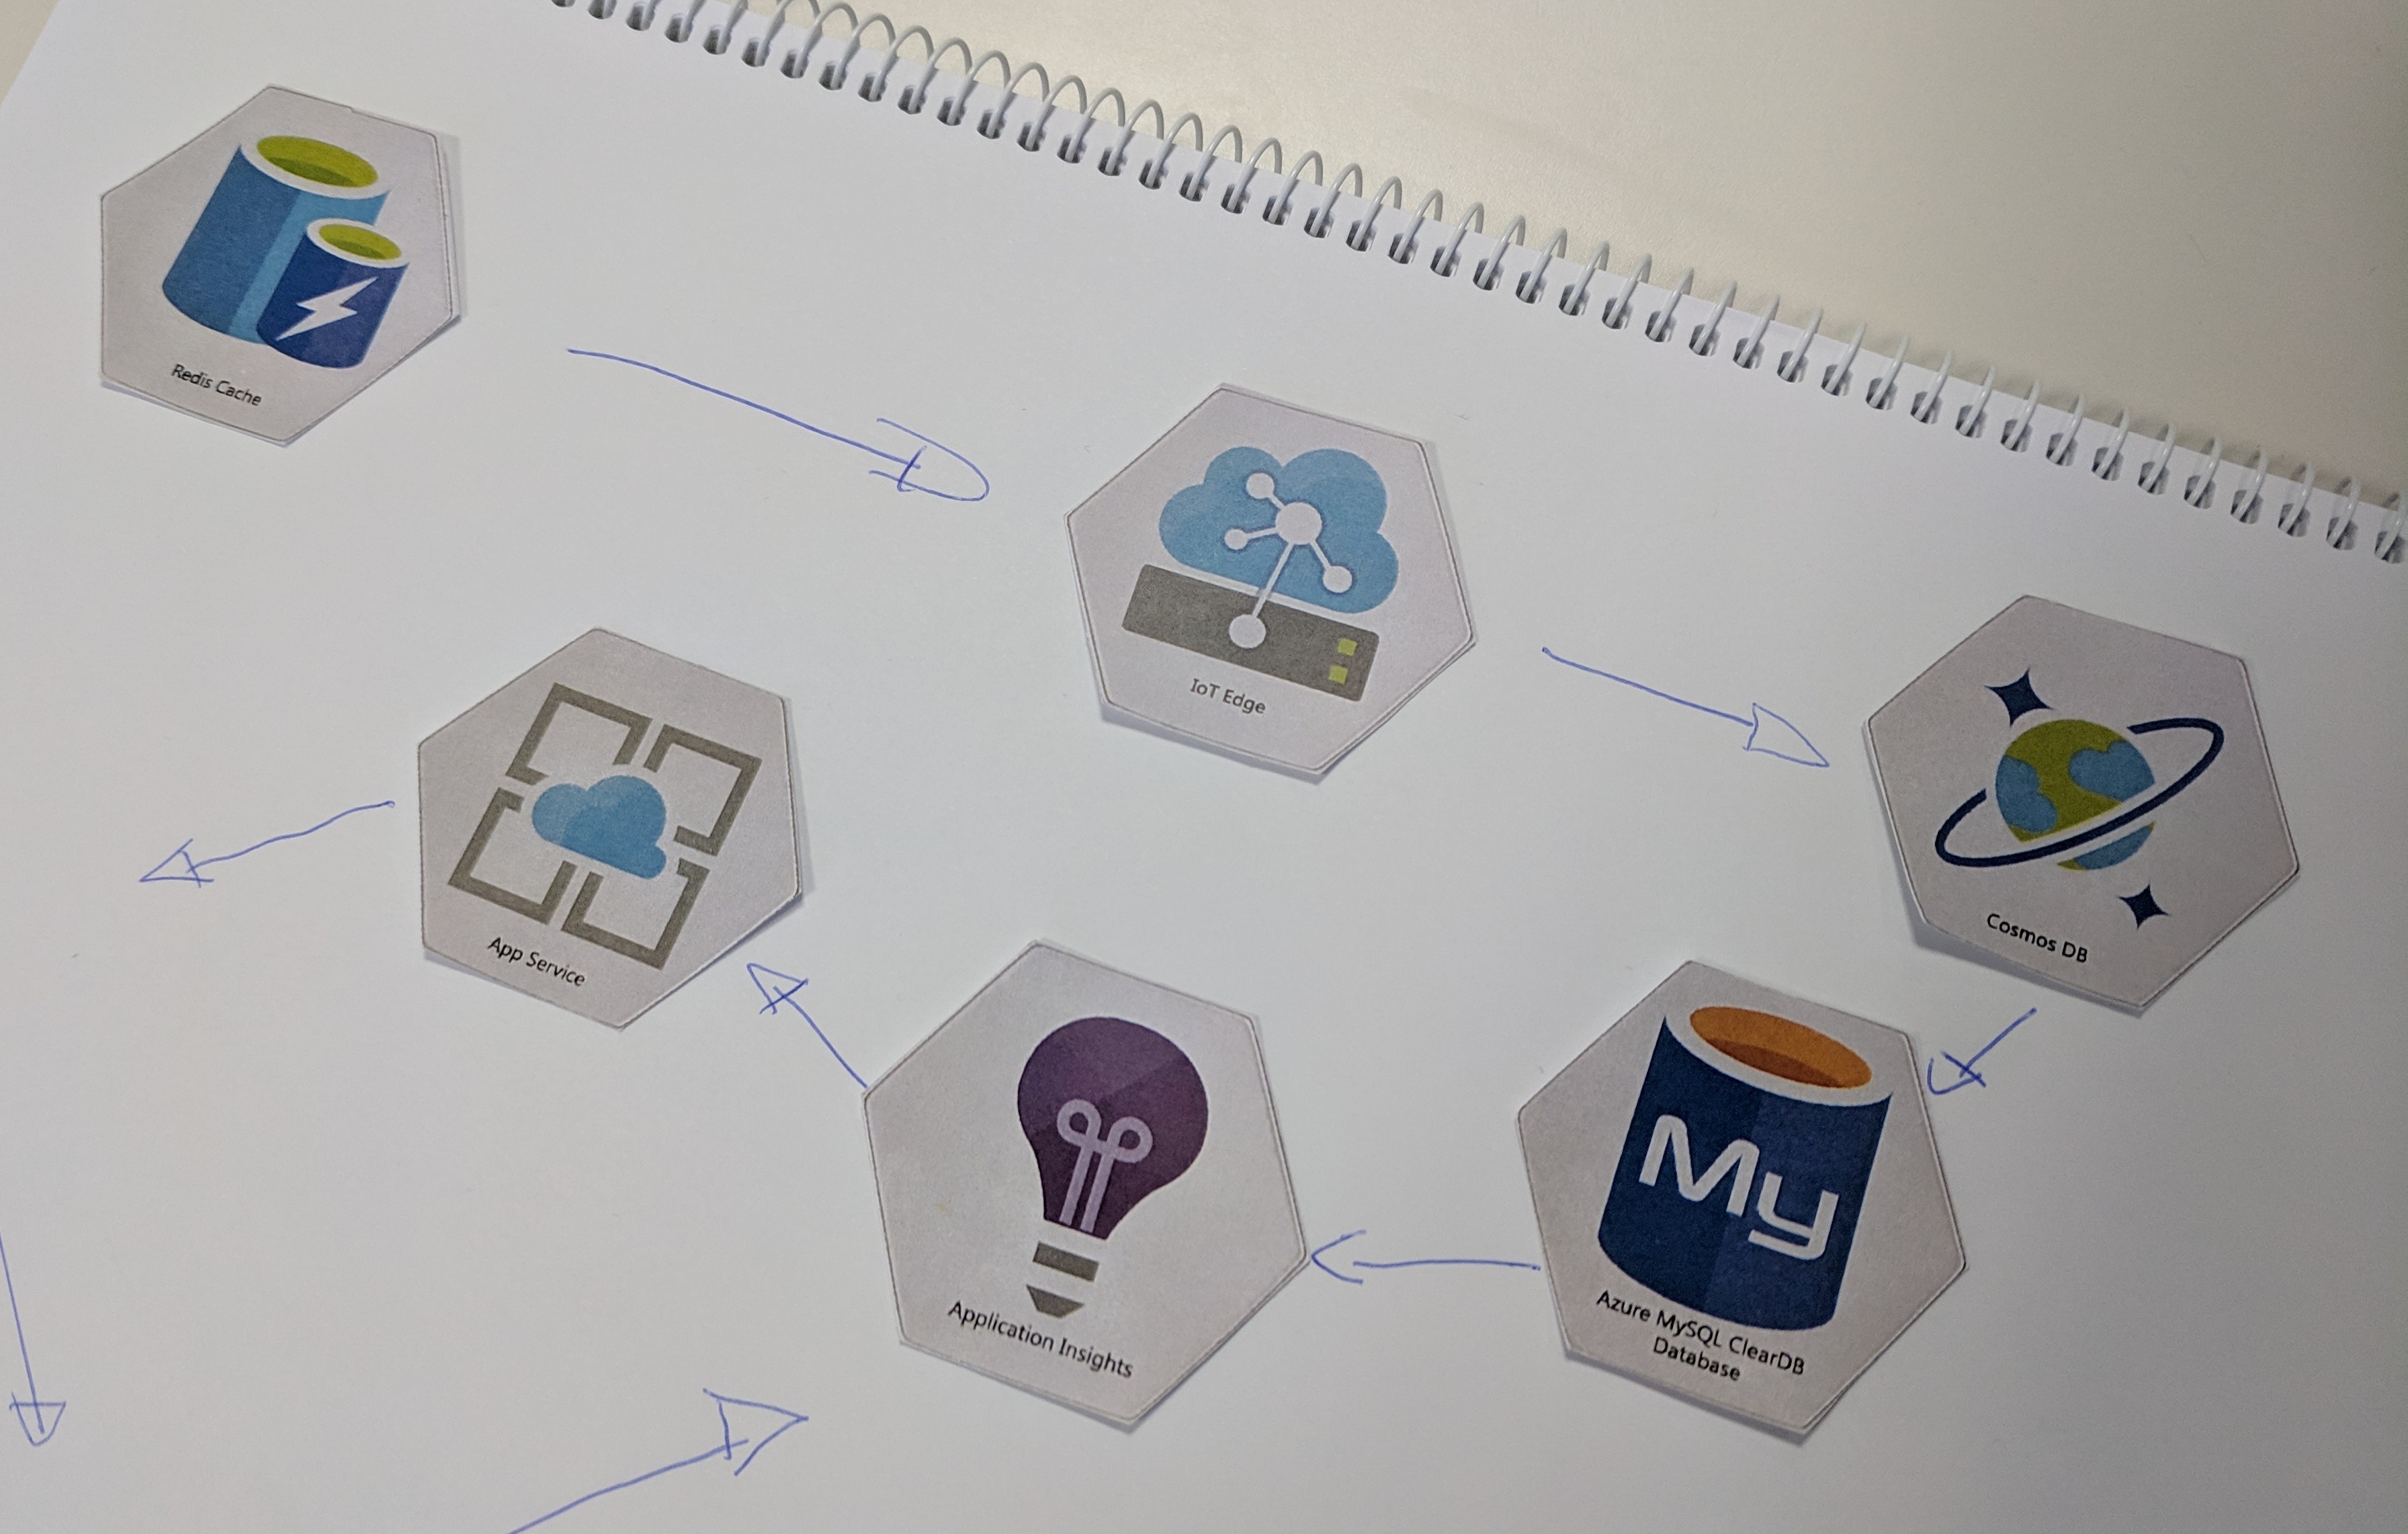 Redis Cache
IoT Edge
Cosmos DB
App Service
My
Azure MySQL ClearDB
Database
Application Insights